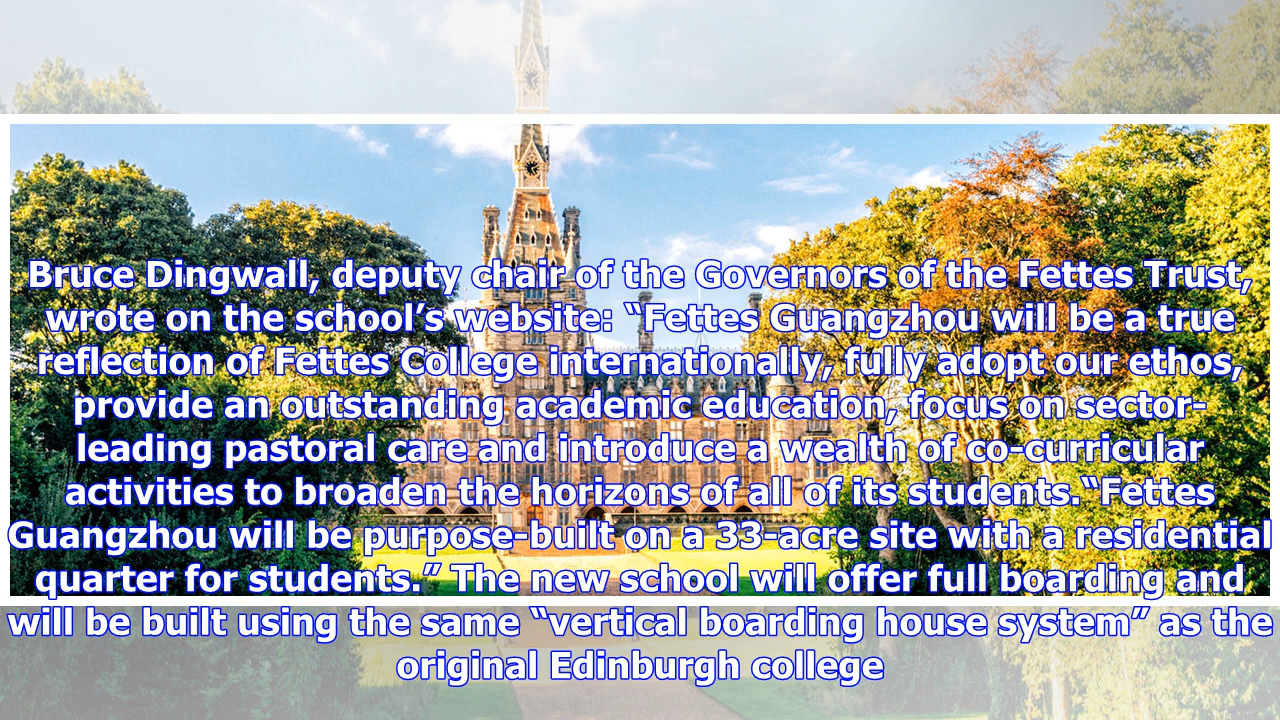 Bruce Dingwall, deputy chair of the Governors of the Fettes Trust,
wrote on the school’s website: “Fettes Guangzhou will be a true
reflection of Fettes College internationally, fully adopt our ethos,
provide an outstanding academic education, focus on sector-
leading pastoral care and introduce a wealth of co-curricular
activities to broaden the horizons of all of its students.“Fettes
Guangzhou will be purpose-built on a 33-acre site with a residential
quarter for students.” The new school will offer full boarding and
will be built using the same “vertical boarding house system” as the
original Edinburgh college